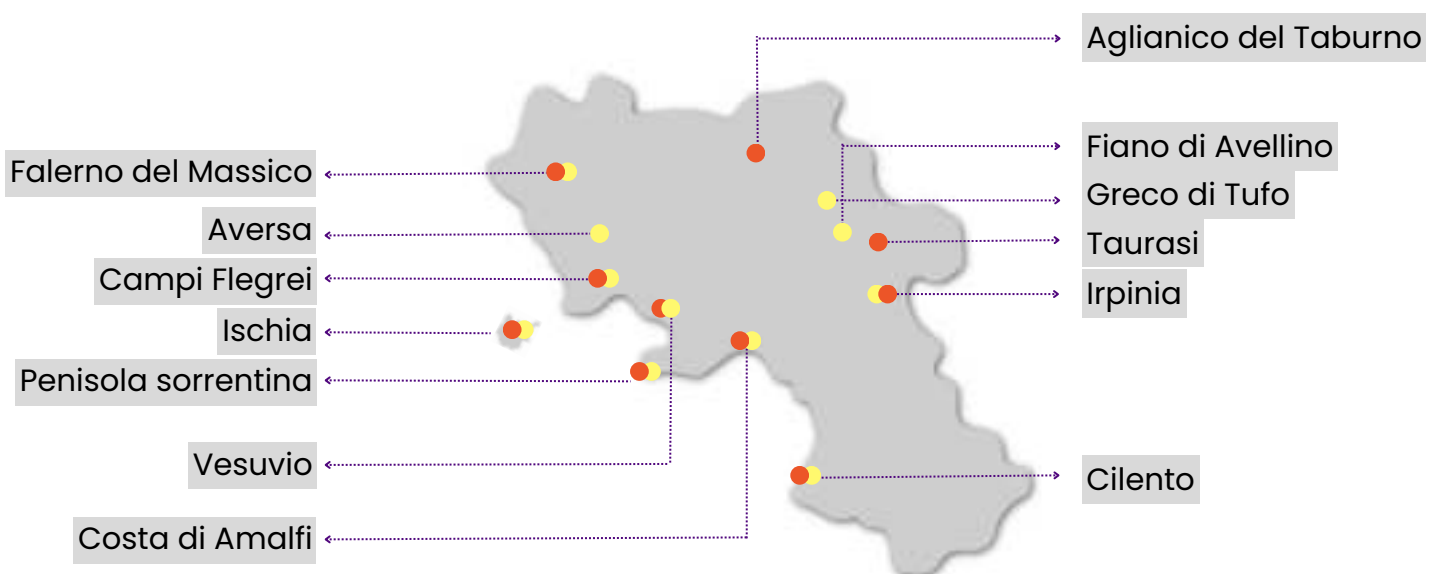 Aglianico del Taburno
Fiano di Avellino
Falerno del Massico
Greco di Tufo
Aversa
Taurasi
Campi Flegrei
Irpinia
Ischia
Penisola sorrentina
Vesuvio
Cilento
Costa di Amalfi